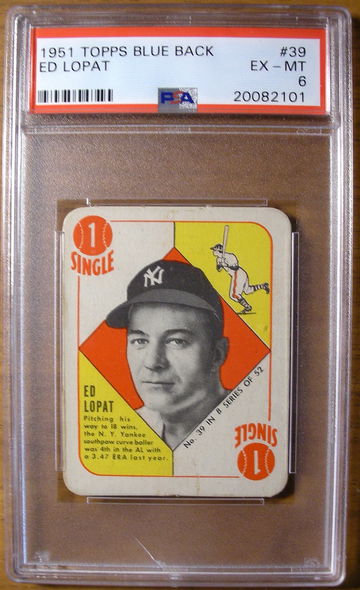 1951 TOPPS BLUE BACK #39
ED LOPAT EX - MT
6
PSA 20082101
1
SINGLE
NY
ED
LOPAT
Pitching his
way to 18 wins,
the N. Y. Yankee
southpaw curve baller
was 4th in the AL with
a 3.47 ERA last year.
No. 39 IN B SERIES OF 52
SINGLE
1